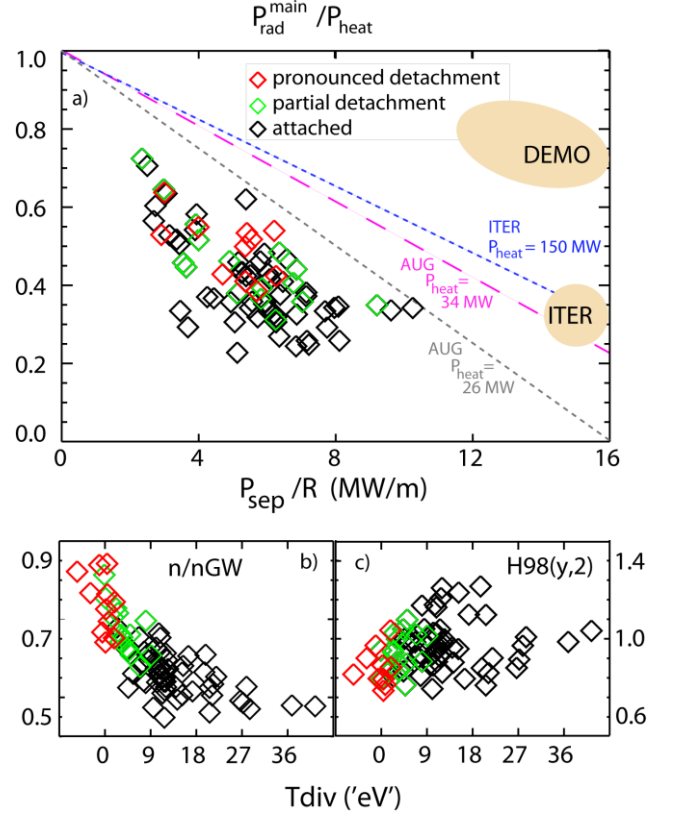 P_rad^main /P_heat
1.0
0.8
0.6
0.4
0.2
0.0
a)
pronounced detachment
partial detachment
attached
DEMO
ITER
P_heat = 150 MW
AUG
P_heat=
34 MW
ITER
AUG
P_heat=
26 MW
0 4 8 12 16
P_sep /R (MW/m)
0.9
0.7
0.5
n/nGW b)
0 9 18 27 36
c) H98(y,2)
1.4
1.0
0.6
0 9 18 27 36
Tdiv ('eV')